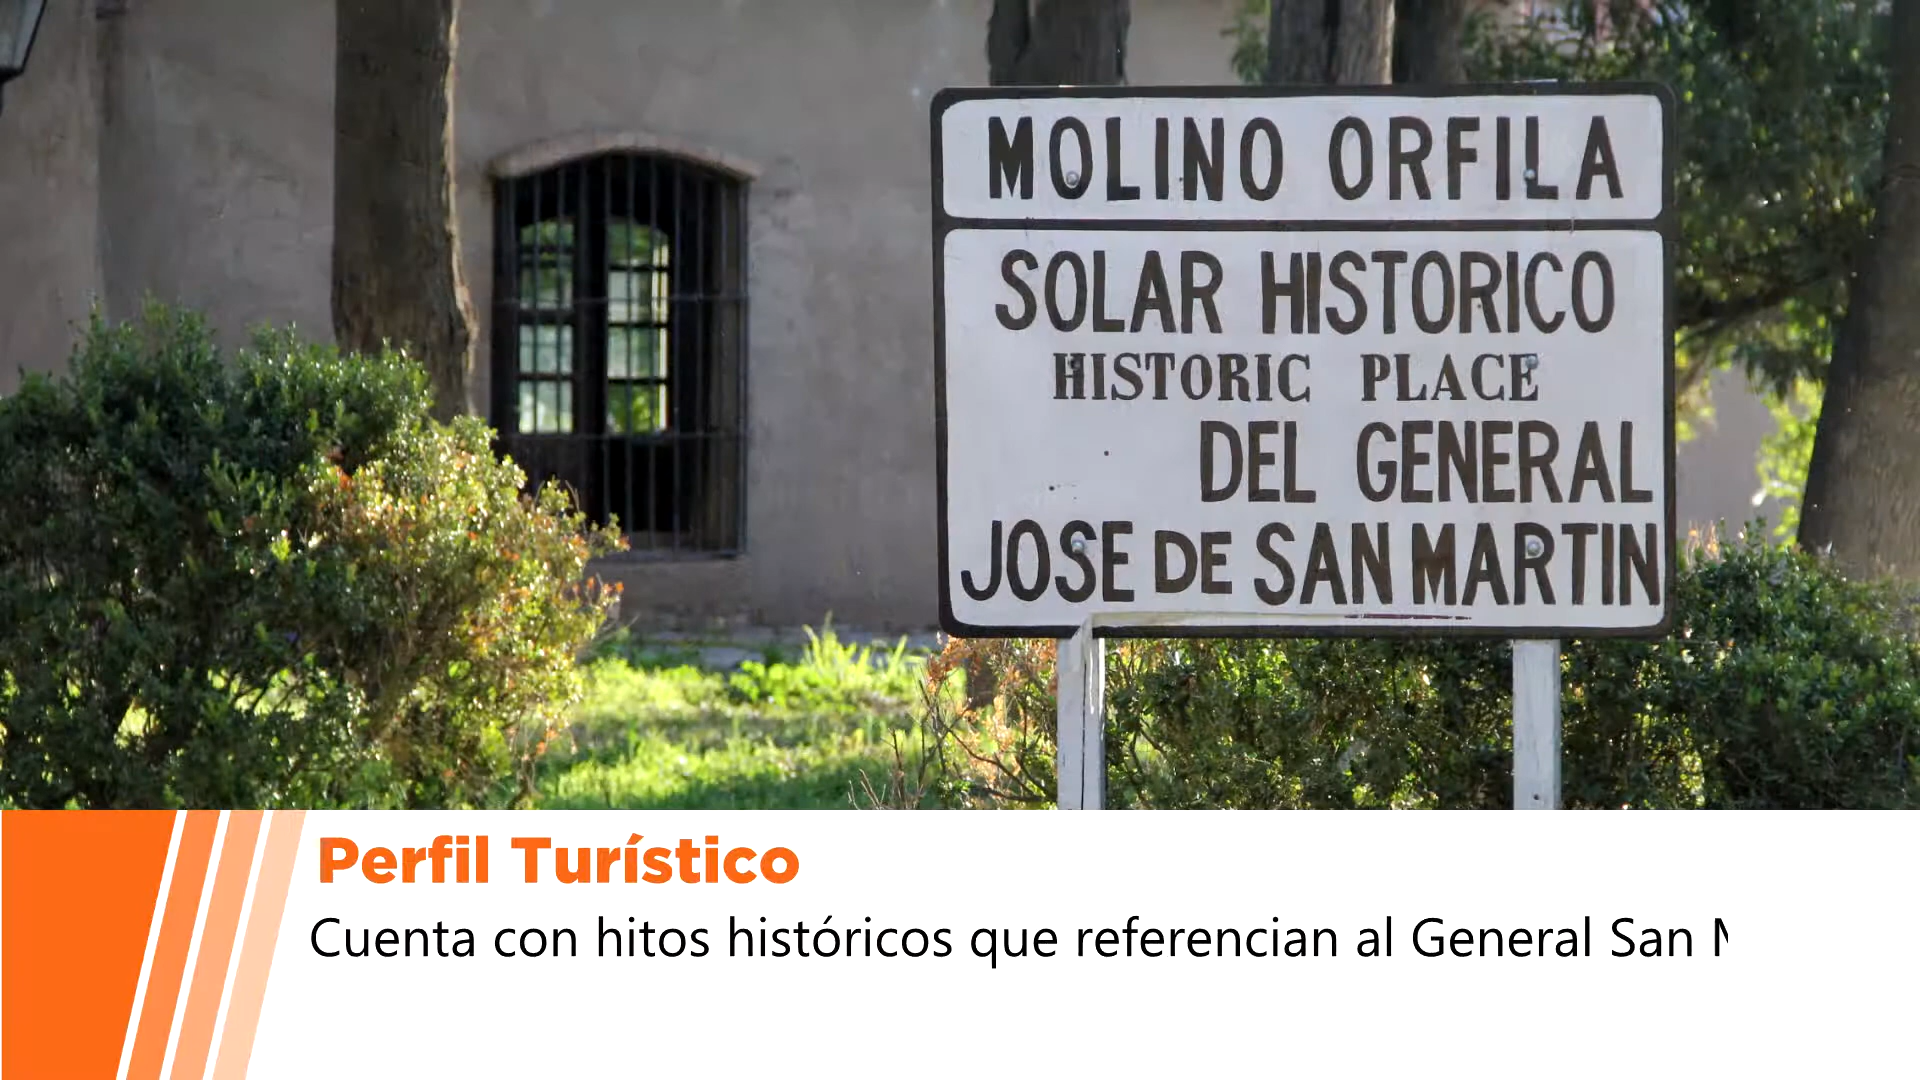 MOLINO ORFILA
SOLAR HISTORICO
HISTORIC PLACE
DEL GENERAL
JOSE DE SAN MARTIN
Perfil Turístico
Cuenta con hitos históricos que referencian al General San